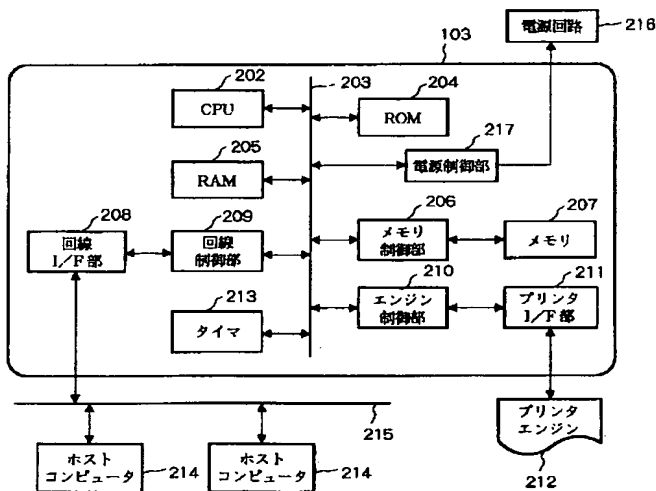 電源回路
216
103
202
203
204
CPU
ROM
217
205
電源制御部
RAM
206
207
208
209
メモリ
制御部
メモリ
回線
I/F部
回線
制御部
210
211
213
エンジン
制御部
プリンタ
I/F部
タイマ
215
プリンタ
エンジン
ホスト
コンピュータ
214
ホスト
コンピュータ
214
212